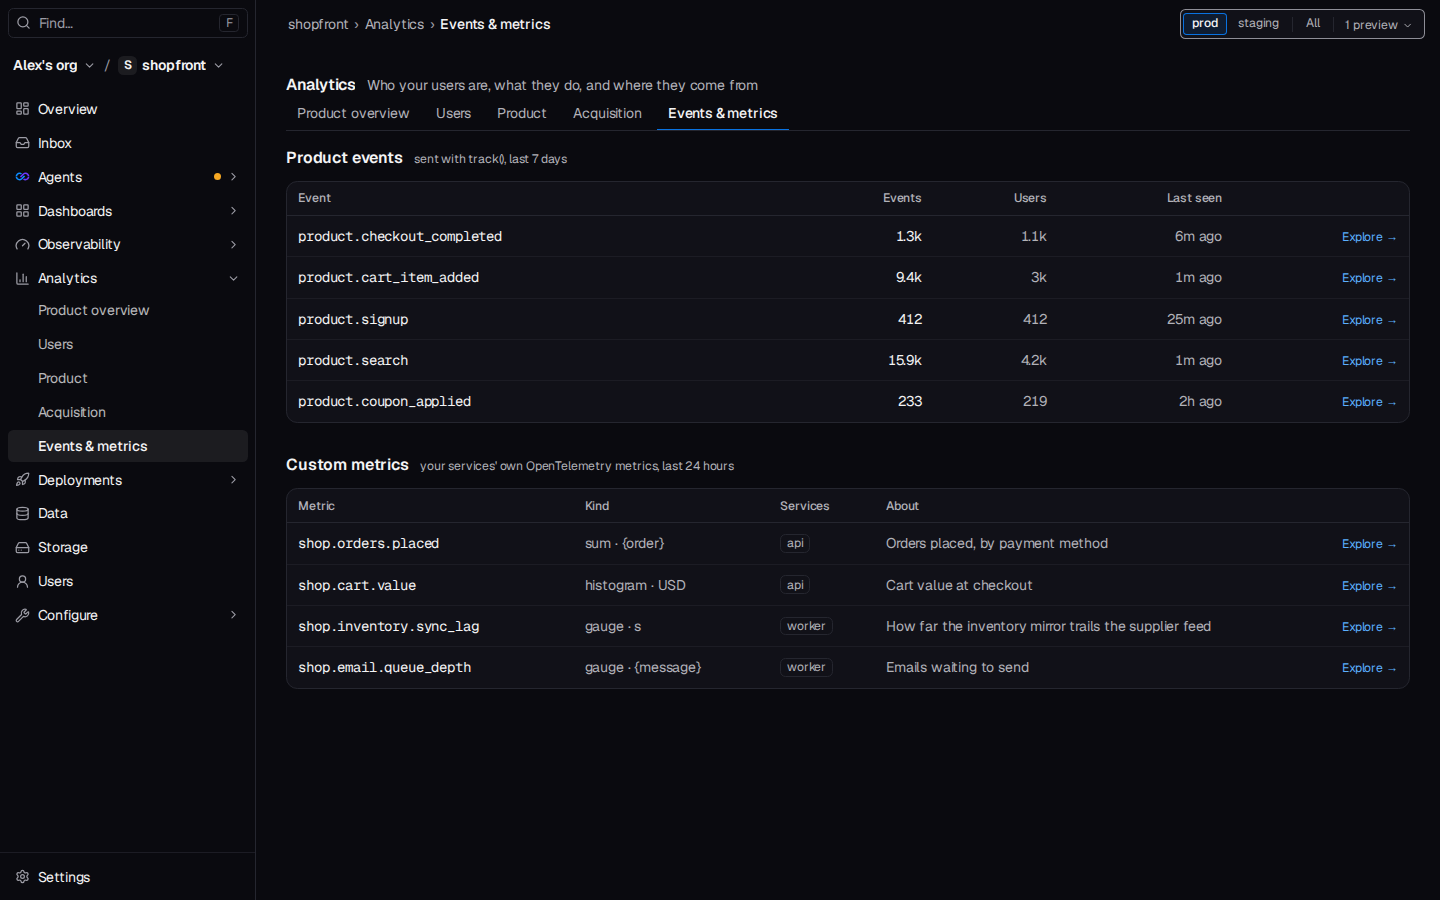 Find... F
Alex's org / S shopfront
Overview
Inbox
Agents
Dashboards
Observability
Analytics
Product overview
Users
Product
Acquisition
Events & metrics
Deployments
Data
Storage
Users
Configure
Settings
shopfront › Analytics › Events & metrics
prod staging All 1 preview
Analytics Who your users are, what they do, and where they come from
Product overview Users Product Acquisition Events & metrics
Product events sent with track(), last 7 days
Event Events Users Last seen
product.checkout_completed 1.3k 1.1k 6m ago Explore →
product.cart_item_added 9.4k 3k 1m ago Explore →
product.signup 412 412 25m ago Explore →
product.search 15.9k 4.2k 1m ago Explore →
product.coupon_applied 233 219 2h ago Explore →
Custom metrics your services' own OpenTelemetry metrics, last 24 hours
Metric Kind Services About
shop.orders.placed sum · {order} api Orders placed, by payment method Explore →
shop.cart.value histogram · USD api Cart value at checkout Explore →
shop.inventory.sync_lag gauge · s worker How far the inventory mirror trails the supplier feed Explore →
shop.email.queue_depth gauge · {message} worker Emails waiting to send Explore →